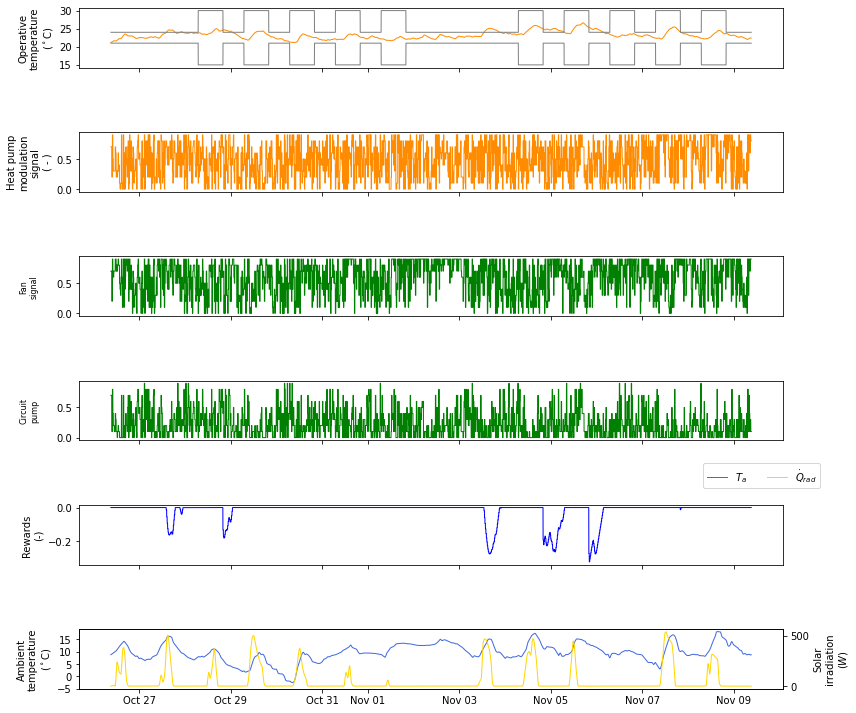 Operative
temperature
(°C)
30
25
20
15
Heat pump
modulation
signal
( - )
0.5
0.0
Fan
signal
0.5
0.0
Circuit
pump
0.5
0.0
T_a Q̇_rad
Rewards
(-)
0.0
−0.2
Ambient
temperature
(°C)
15
10
5
0
−5
500
0
Solar
irradiation
(W)
Oct 27 Oct 29 Oct 31 Nov 01 Nov 03 Nov 05 Nov 07 Nov 09